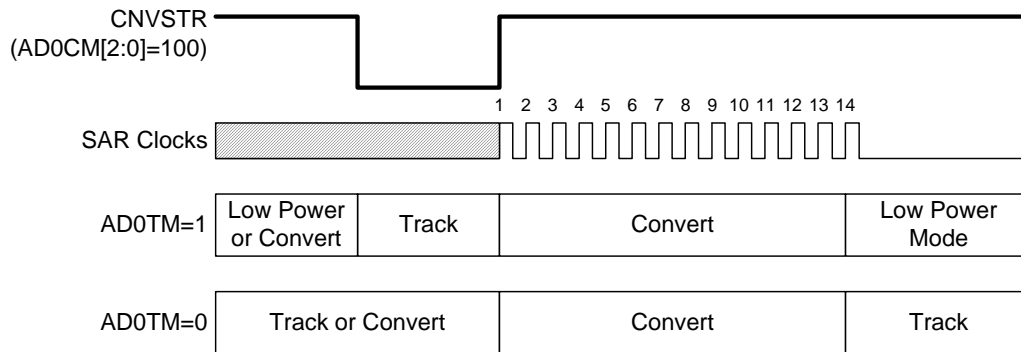 CNVSTR
(AD0CM[2:0]=100)
1 2 3 4 5 6 7 8 9 10 11 12 13 14
SAR Clocks
AD0TM=1
Low Power
or Convert
Track
Convert
Low Power
Mode
AD0TM=0
Track or Convert
Convert
Track